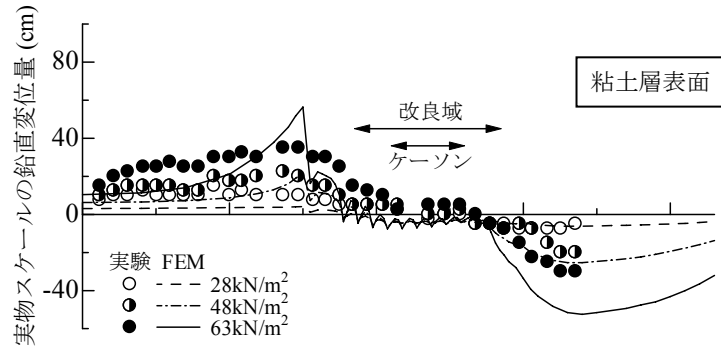 実物スケールの鉛直変位量 (cm)
80
40
0
-40
-80
粘土層表面
改良域
ケーソン
実験 FEM
28kN/m²
48kN/m²
63kN/m²